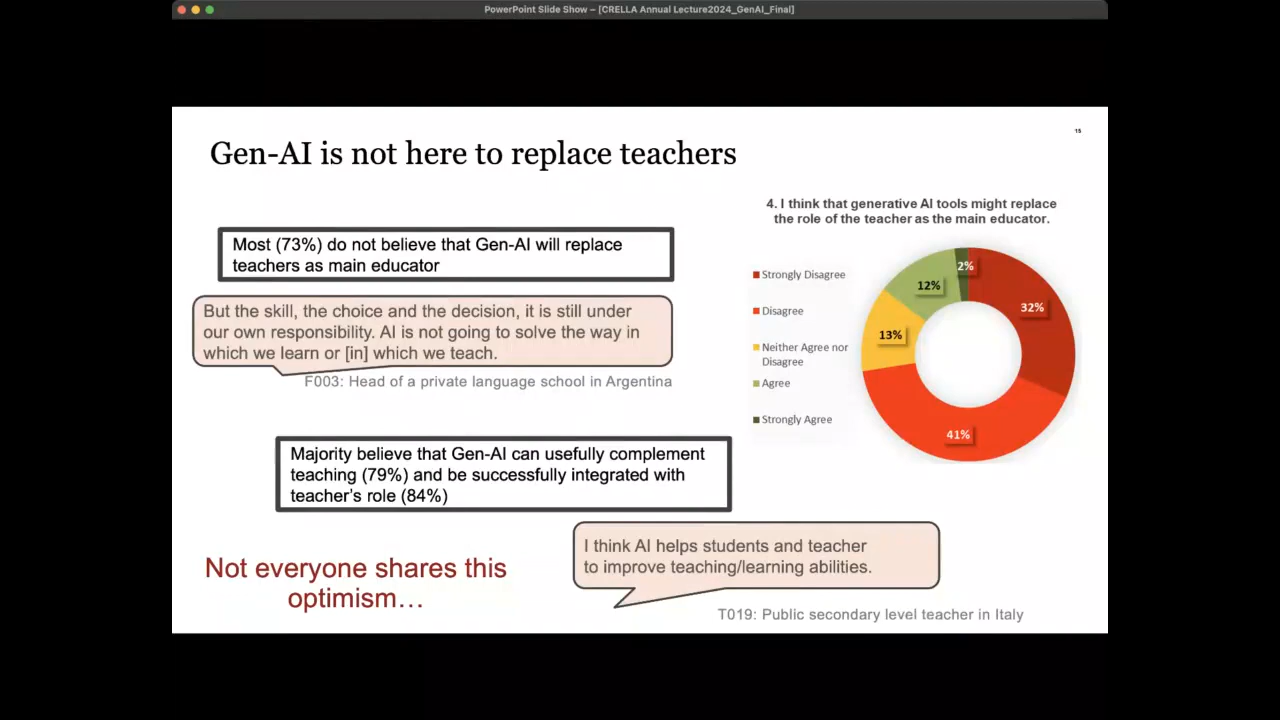 PowerPoint Slide Show – [CRELLA Annual Lecture2024_GenAI_Final]
15
Gen-AI is not here to replace teachers
Most (73%) do not believe that Gen-AI will replace
teachers as main educator
But the skill, the choice and the decision, it is still under
our own responsibility. AI is not going to solve the way in
which we learn or [in] which we teach.
F003: Head of a private language school in Argentina
4. I think that generative AI tools might replace
the role of the teacher as the main educator.
Strongly Disagree
Disagree
Neither Agree nor
Disagree
Agree
Strongly Agree
2%
12%
32%
13%
41%
Majority believe that Gen-AI can usefully complement
teaching (79%) and be successfully integrated with
teacher's role (84%)
Not everyone shares this
optimism…
I think AI helps students and teacher
to improve teaching/learning abilities.
T019: Public secondary level teacher in Italy